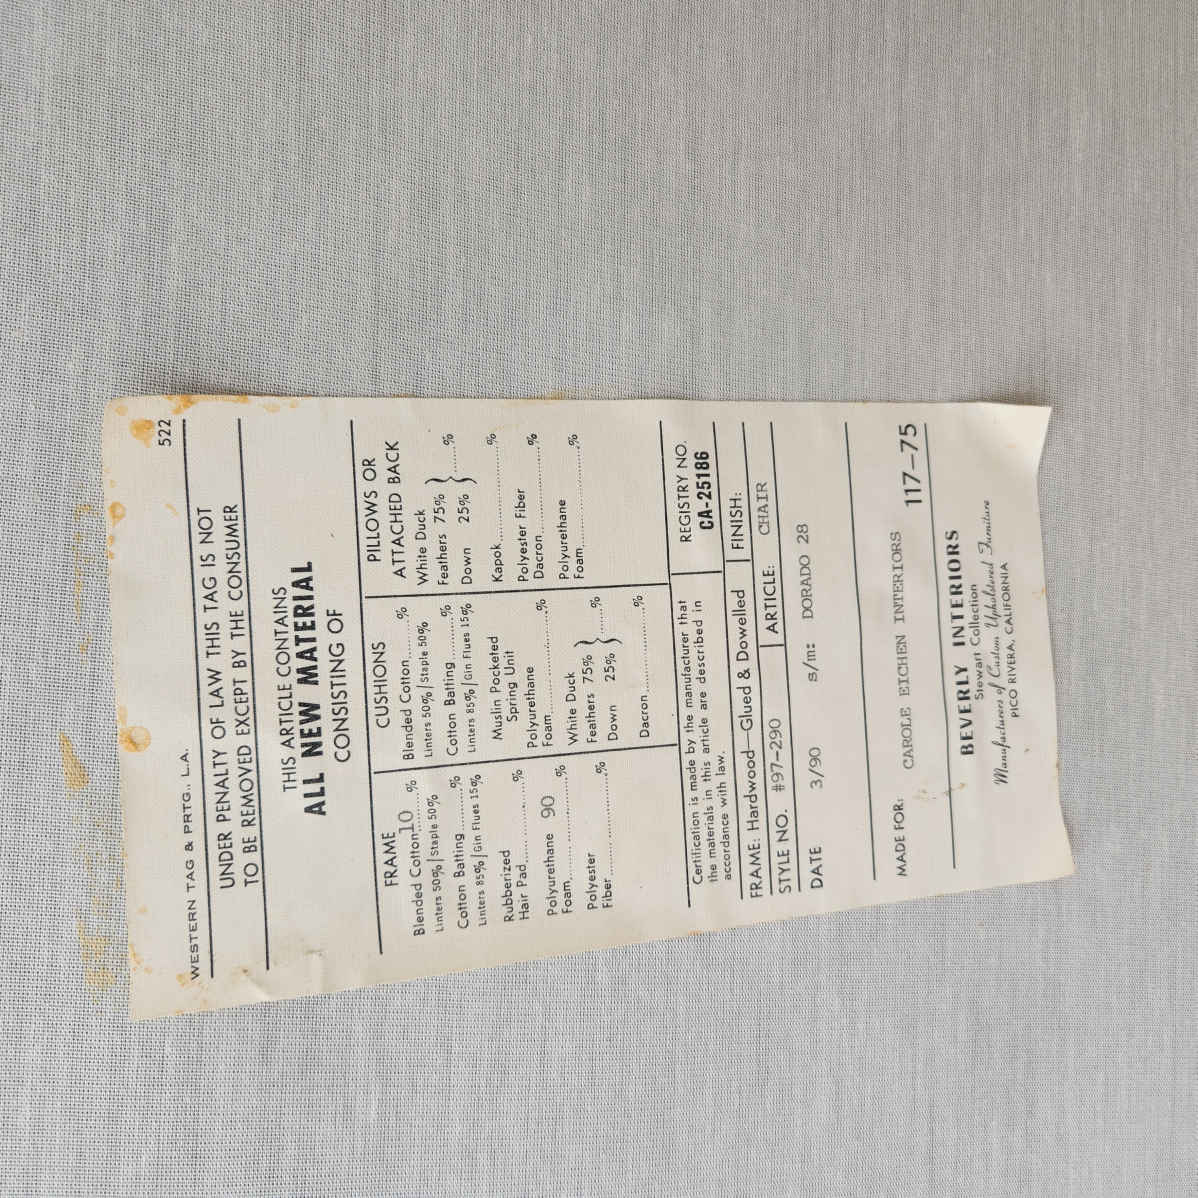 WESTERN TAG & PRTG., L.A. 522
UNDER PENALTY OF LAW THIS TAG IS NOT
TO BE REMOVED EXCEPT BY THE CONSUMER
THIS ARTICLE CONTAINS
ALL NEW MATERIAL
CONSISTING OF
FRAME
Blended Cotton 10 %
Linters 50% | Staple 50%
Cotton Batting........%
Linters 85% | Gin Flues 15%
Rubberized
Hair Pad..............%
Polyurethane 90
Foam..................%
Polyester
Fiber.................%
CUSHIONS
Blended Cotton........%
Linters 50% | Staple 50%
Cotton Batting........%
Linters 85% | Gin Flues 15%
Muslin Pocketed
Spring Unit
Polyurethane
Foam..................%
White Duck
Feathers 75%
Down 25% }......%
Dacron................%
PILLOWS OR
ATTACHED BACK
White Duck
Feathers 75%
Down 25% }......%
Kapok.................%
Polyester Fiber
Dacron................%
Polyurethane
Foam..................%
Certification is made by the manufacturer that
the materials in this article are described in
accordance with law.
REGISTRY NO.
CA-25186
FRAME: Hardwood—Glued & Dowelled FINISH:
STYLE NO. #97-290 ARTICLE: CHAIR
DATE 3/90 s/m: DORADO 28
MADE FOR: CAROLE EICHEN INTERIORS 117-75
BEVERLY INTERIORS
Stewart Collection
Manufacturers of Custom Upholstered Furniture
PICO RIVERA, CALIFORNIA